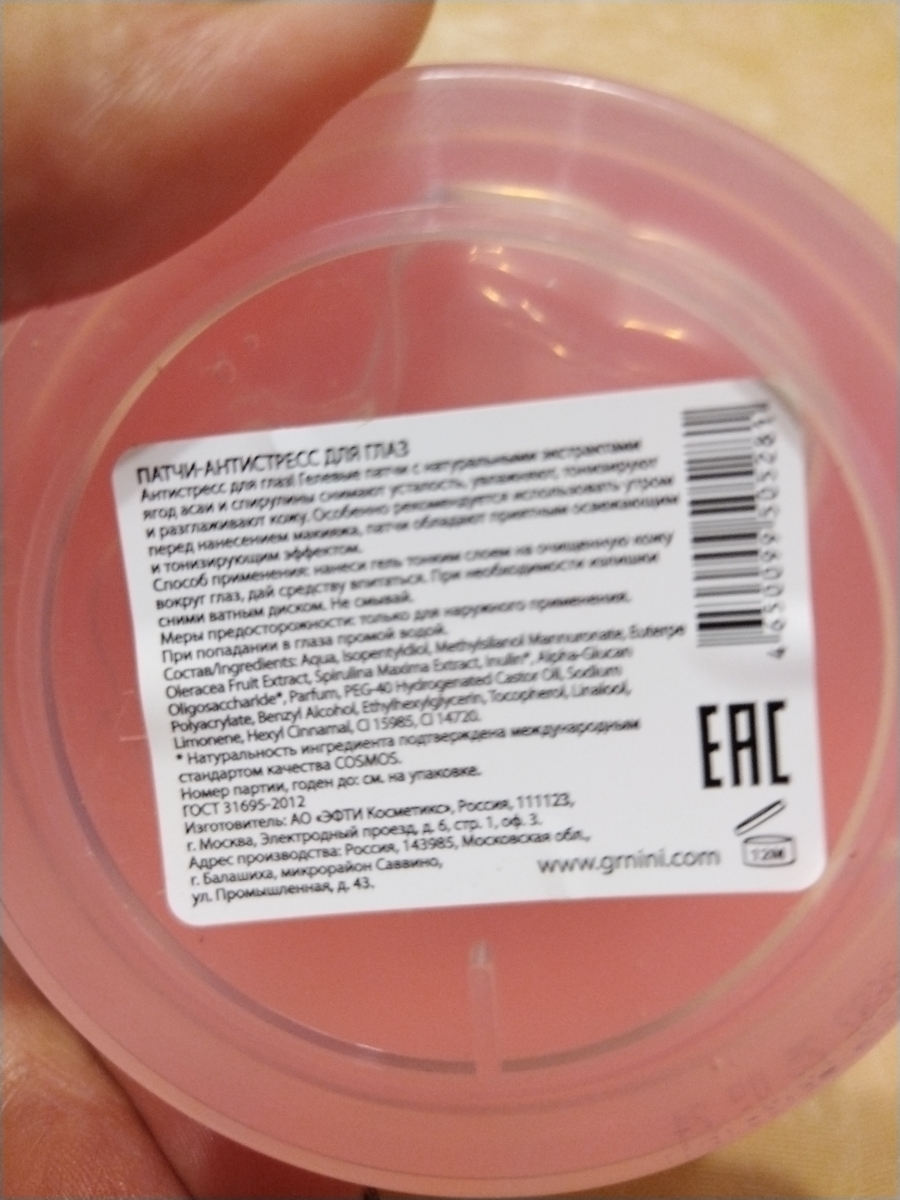 ПАТЧИ-АНТИСТРЕСС ДЛЯ ГЛАЗ
Антистресс для глаз! Гелевые патчи с натуральными экстрактами
ягод асаи и спирулины снимают усталость, увлажняют, тонизируют
и разглаживают кожу. Особенно рекомендуется использовать утром
перед нанесением макияжа, патчи обладают приятным освежающим
и тонизирующим эффектом.
Способ применения: нанеси гель тонким слоем на очищенную кожу
вокруг глаз, дай средству впитаться. При необходимости излишки
сними ватным диском. Не смывай.
Меры предосторожности: только для наружного применения.
При попадании в глаза промой водой.
Состав/Ingredients: Aqua, Isopentyldiol, Methylsilanol Mannuronate, Euterpe
Oleracea Fruit Extract, Spirulina Maxima Extract, Inulin*, Alpha-Glucan
Oligosaccharide*, Parfum, PEG-40 Hydrogenated Castor Oil, Sodium
Polyacrylate, Benzyl Alcohol, Ethylhexylglycerin, Tocopherol, Linalool,
Limonene, Hexyl Cinnamal, CI 15985, CI 14720.
* Натуральность ингредиента подтверждена международным
стандартом качества COSMOS.
Номер партии, годен до: см. на упаковке.
ГОСТ 31695-2012
Изготовитель: АО «ЭФТИ Косметикс», Россия, 111123,
г. Москва, Электродный проезд, д. 6, стр. 1, оф. 3.
Адрес производства: Россия, 143985, Московская обл.,
г. Балашиха, микрорайон Саввино,
ул. Промышленная, д. 43.
www.grnini.com
EAC
12M